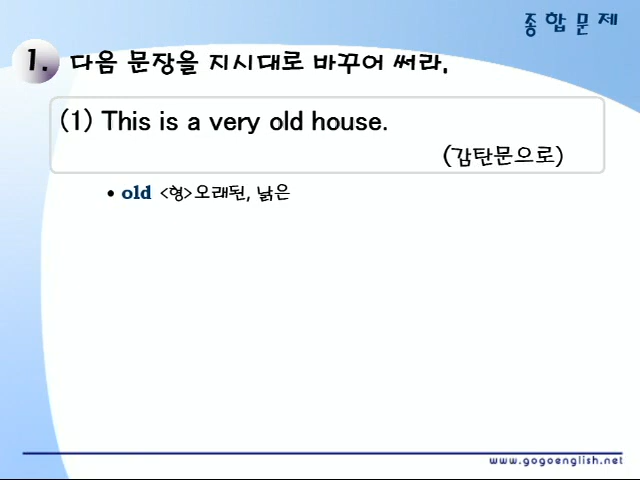 종합문제
1. 다음 문장을 지시대로 바꾸어 써라.
(1) This is a very old house.
(감탄문으로)
• old <형>오래된, 낡은
www.gogoenglish.net